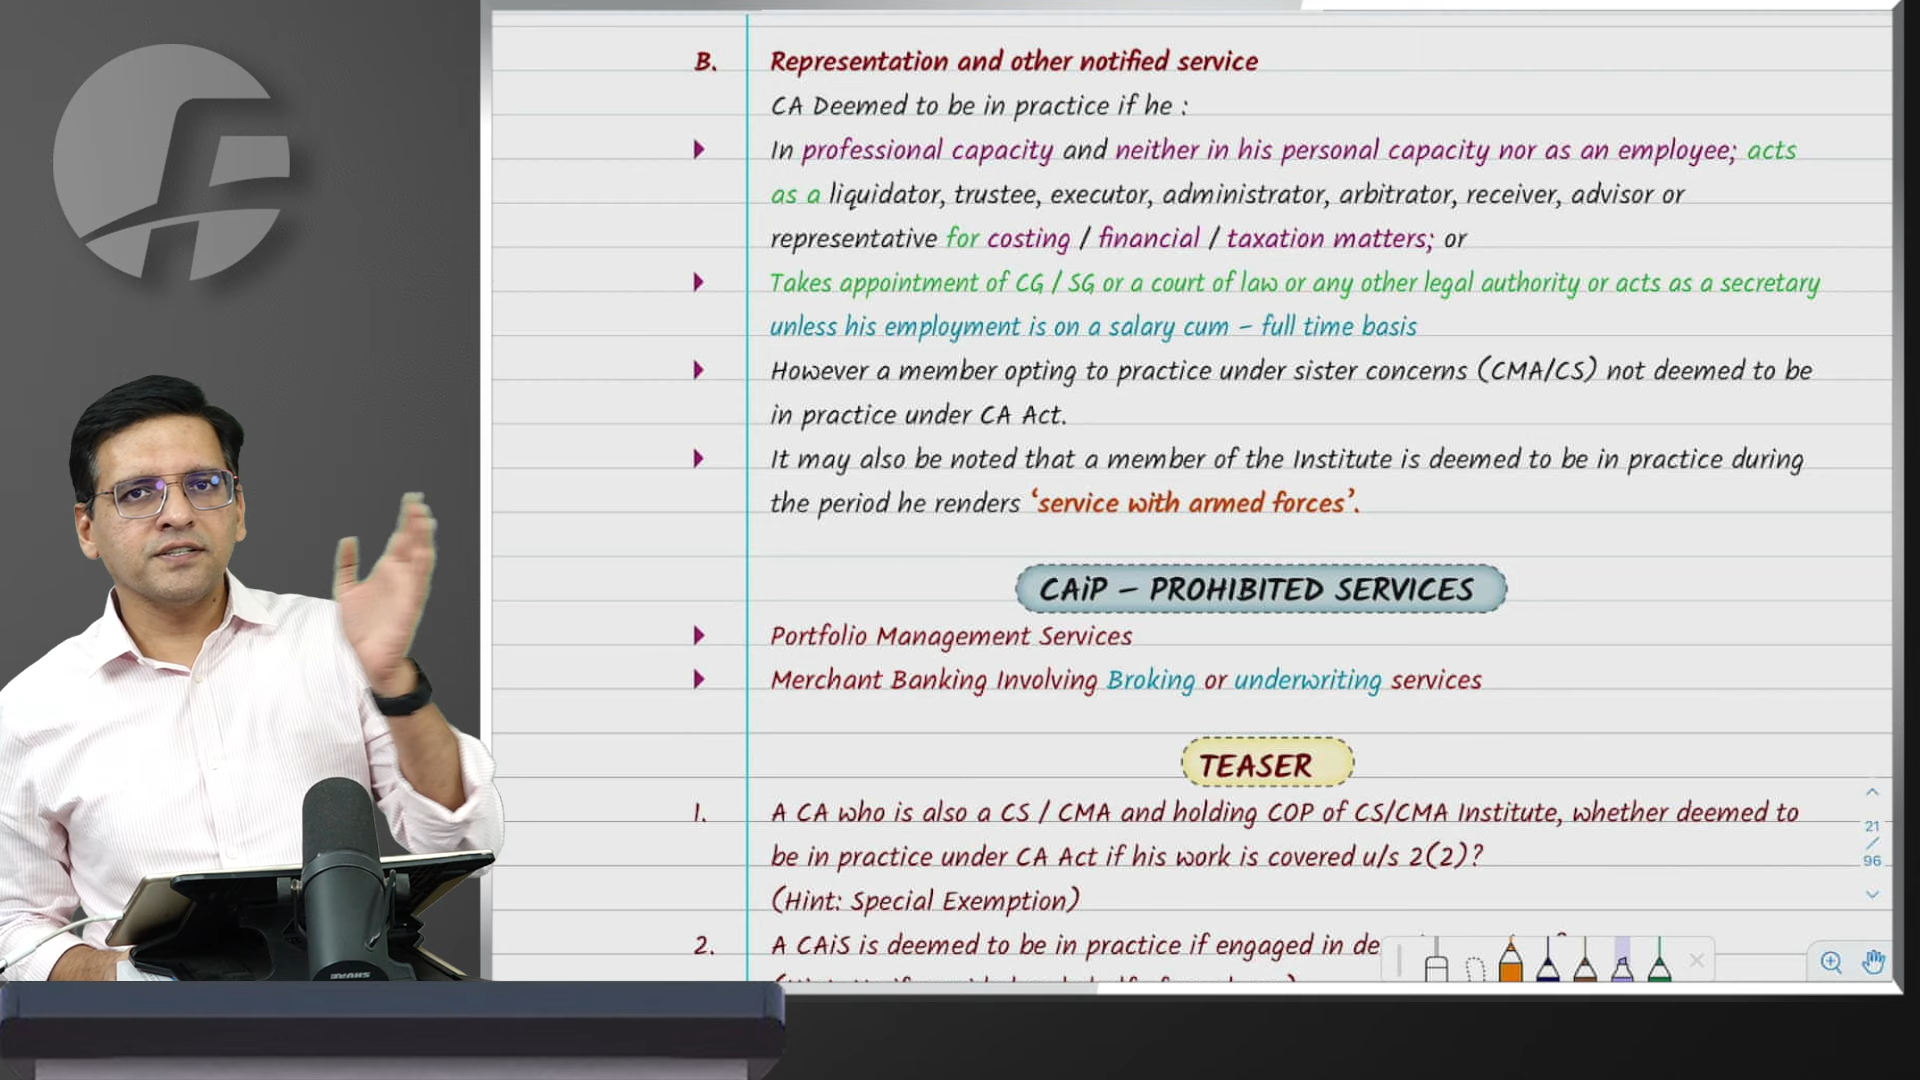 B. Representation and other notified service
CA Deemed to be in practice if he :
In professional capacity and neither in his personal capacity nor as an employee; acts
as a liquidator, trustee, executor, administrator, arbitrator, receiver, advisor or
representative for costing / financial / taxation matters; or
Takes appointment of CG / SG or a court of law or any other legal authority or acts as a secretary
unless his employment is on a salary cum – full time basis
However a member opting to practice under sister concerns (CMA/CS) not deemed to be
in practice under CA Act.
It may also be noted that a member of the Institute is deemed to be in practice during
the period he renders ‘service with armed forces’.
CAiP – PROHIBITED SERVICES
Portfolio Management Services
Merchant Banking Involving Broking or underwriting services
TEASER
1. A CA who is also a CS / CMA and holding COP of CS/CMA Institute, whether deemed to
be in practice under CA Act if his work is covered u/s 2(2)?
(Hint: Special Exemption)
2. A CAiS is deemed to be in practice if engaged in de
21
/
96
SHURE